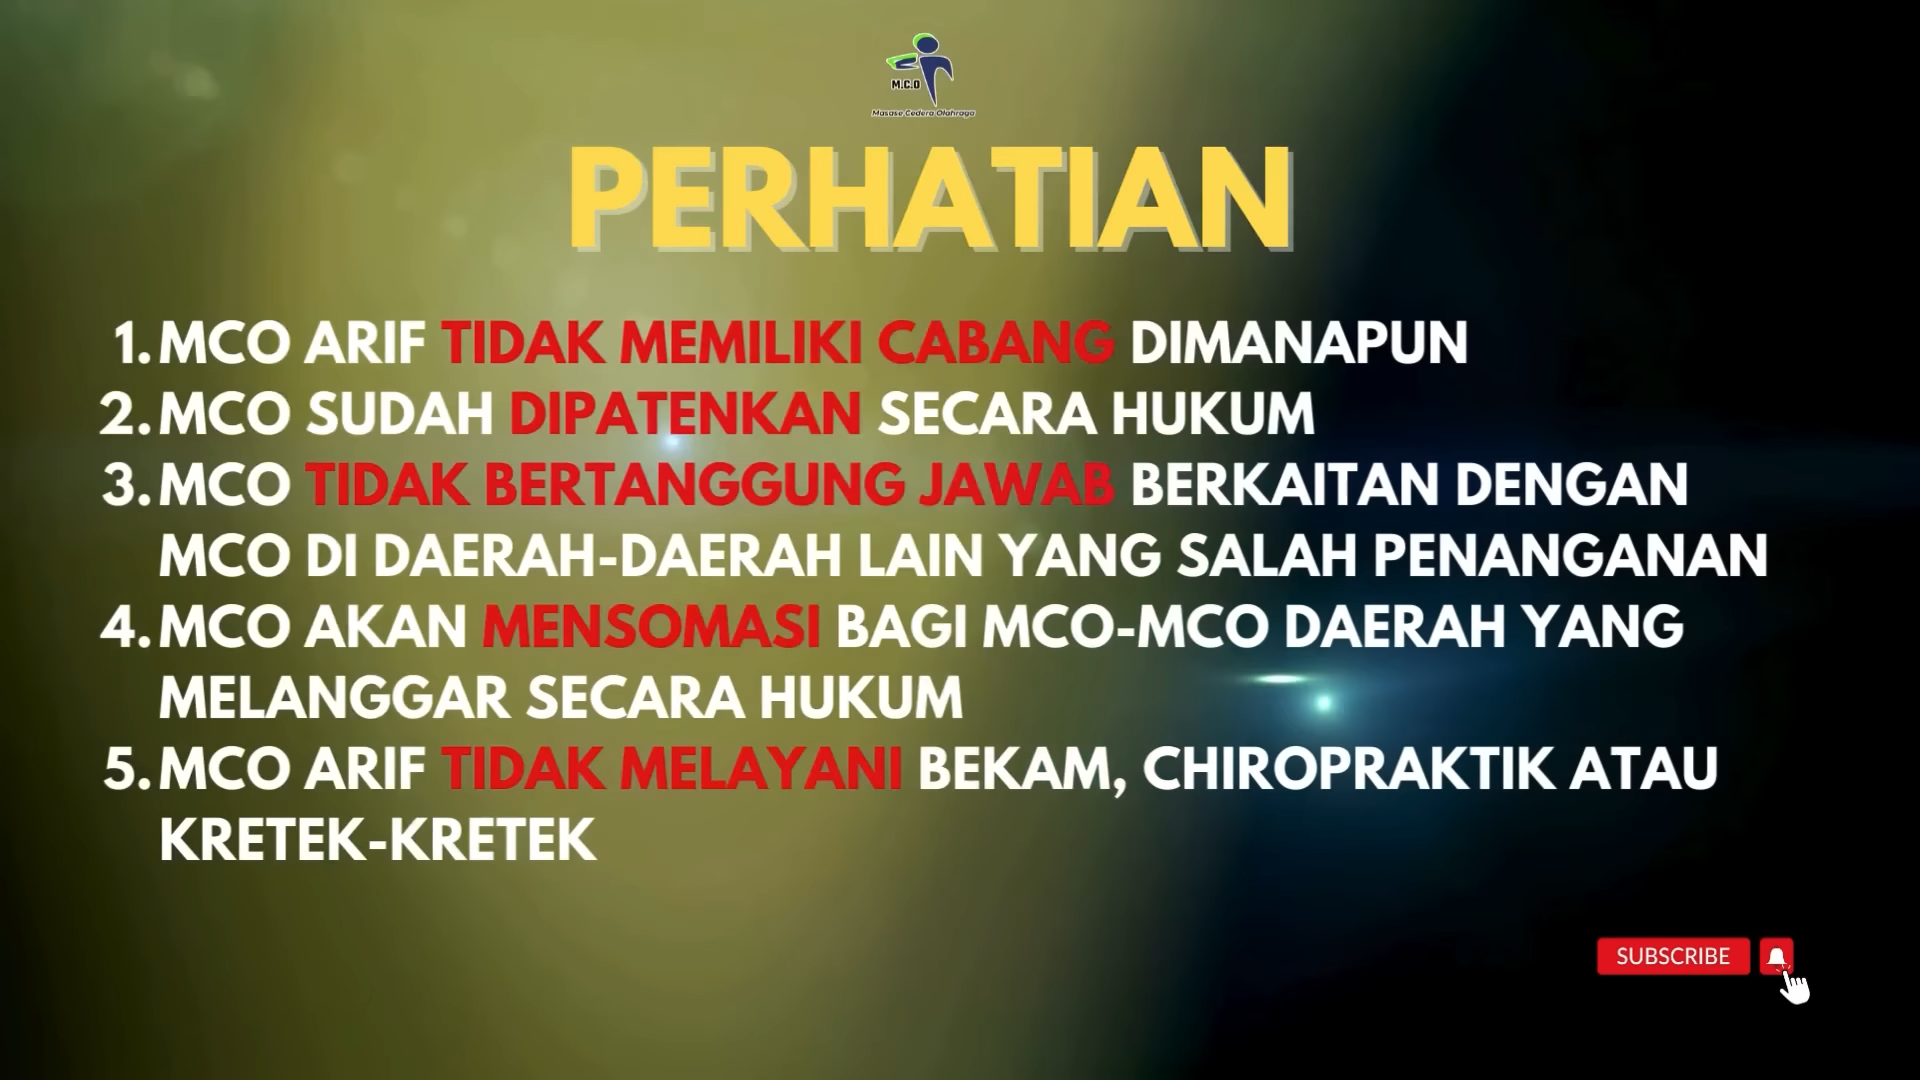 M.C.O
Masase Cedera Olahraga
PERHATIAN
1. MCO ARIF TIDAK MEMILIKI CABANG DIMANAPUN
2. MCO SUDAH DIPATENKAN SECARA HUKUM
3. MCO TIDAK BERTANGGUNG JAWAB BERKAITAN DENGAN
MCO DI DAERAH-DAERAH LAIN YANG SALAH PENANGANAN
4. MCO AKAN MENSOMASI BAGI MCO-MCO DAERAH YANG
MELANGGAR SECARA HUKUM
5. MCO ARIF TIDAK MELAYANI BEKAM, CHIROPRAKTIK ATAU
KRETEK-KRETEK
SUBSCRIBE